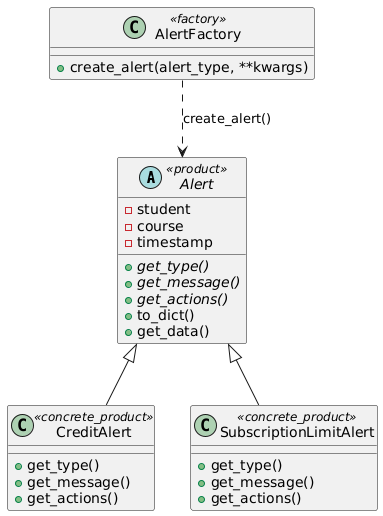 C «factory»
AlertFactory
create_alert(alert_type, **kwargs)
create_alert()
A «product»
Alert
student
course
timestamp
get_type()
get_message()
get_actions()
to_dict()
get_data()
C «concrete_product»
CreditAlert
get_type()
get_message()
get_actions()
C «concrete_product»
SubscriptionLimitAlert
get_type()
get_message()
get_actions()